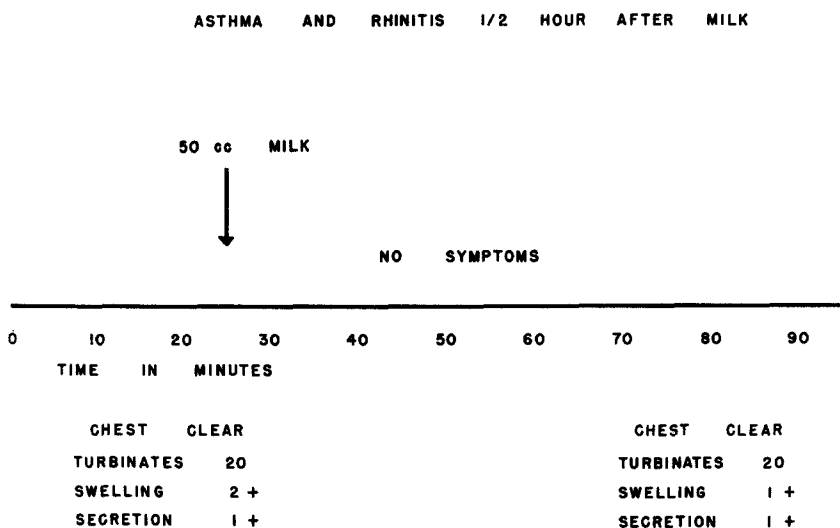 ASTHMA AND RHINITIS 1/2 HOUR AFTER MILK
50 cc MILK
NO SYMPTOMS
0 10 20 30 40 50 60 70 80 90
TIME IN MINUTES
CHEST CLEAR
TURBINATES 20
SWELLING 2 +
SECRETION 1 +
CHEST CLEAR
TURBINATES 20
SWELLING 1 +
SECRETION 1 +